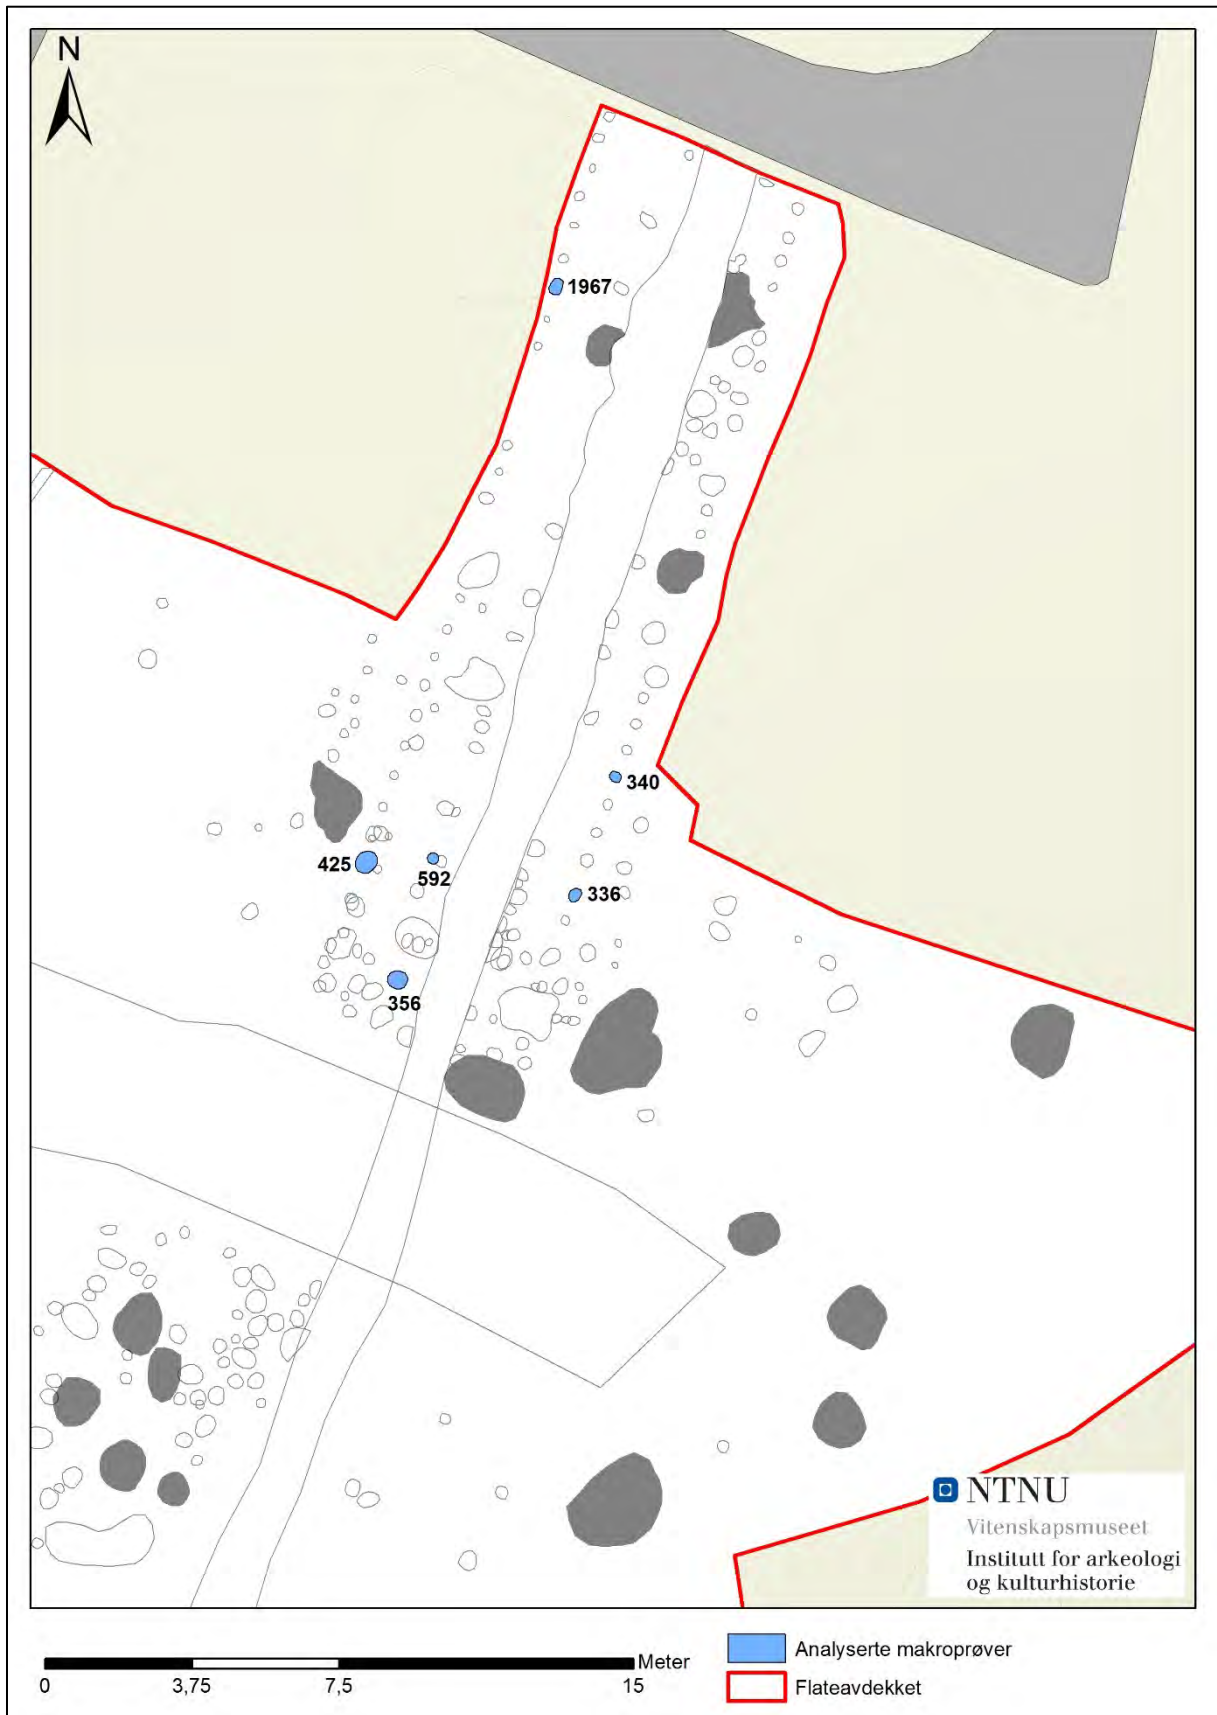 N
1967
340
425
592
336
356
NTNU
Vitenskapsmuseet
Institutt for arkeologi
og kulturhistorie
Meter
0 3,75 7,5 15
Analyserte makroprøver
Flateavdekket